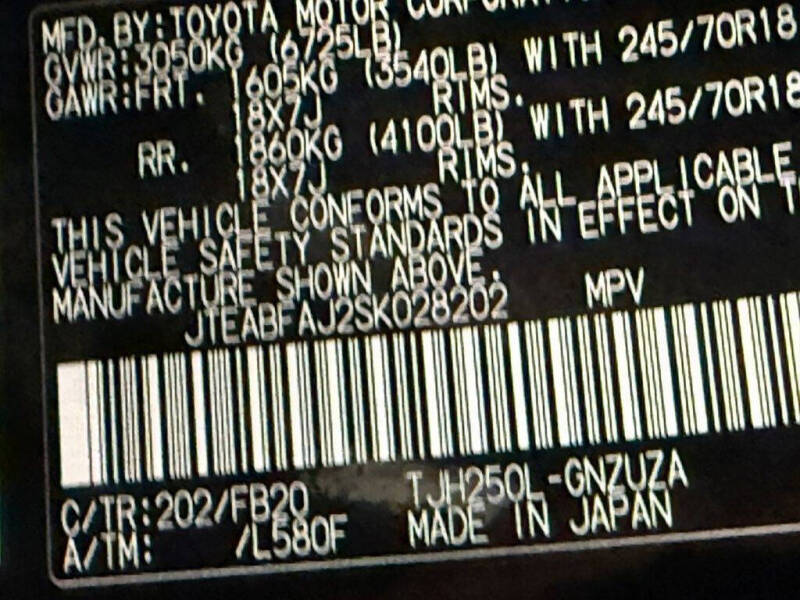 MFD. BY: TOYOTA MOTOR
GVWR: 3050KG (6725LB)
GAWR: FRT. 1605KG (3540LB) WITH 245/70R18
18X7J RIMS.
RR. 1860KG (4100LB) WITH 245/70R18
18X7J RIMS.
THIS VEHICLE CONFORMS TO ALL APPLICABLE
VEHICLE SAFETY STANDARDS IN EFFECT ON
MANUFACTURE SHOWN ABOVE.
JTEABFAJ2SK028202 MPV
C/TR: 202/FB20 TJH250L-GNZUZA
A/TM: /L580F MADE IN JAPAN